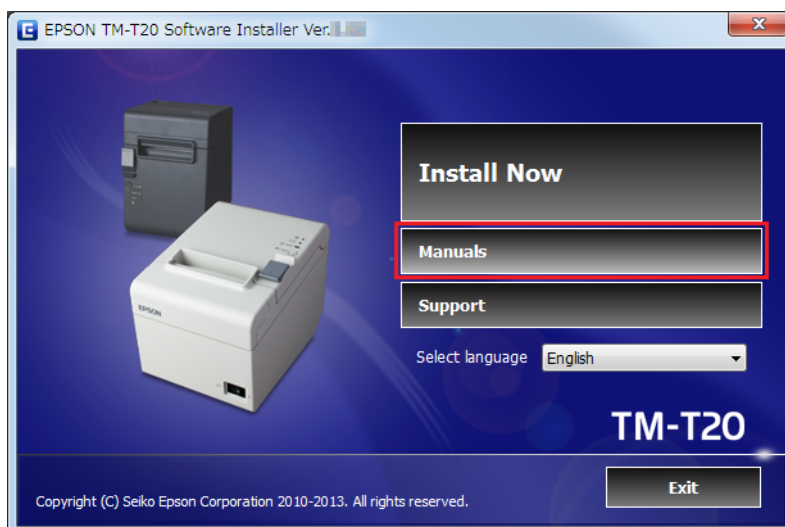 EPSON TM-T20 Software Installer Ver.
Install Now
Manuals
Support
Select language English
EPSON
TM-T20
Copyright (C) Seiko Epson Corporation 2010-2013. All rights reserved.
Exit